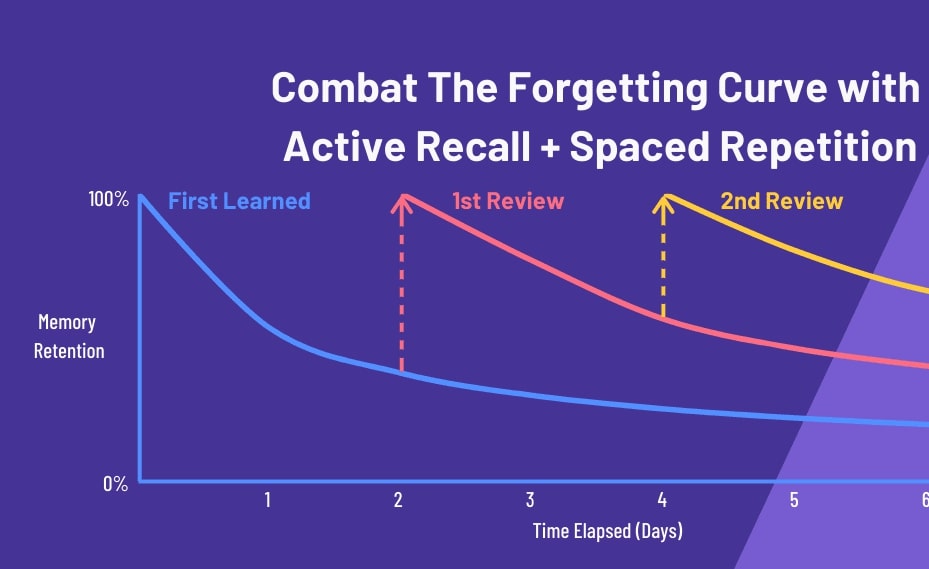 Combat The Forgetting Curve with
Active Recall + Spaced Repetition
100%
First Learned
1st Review
2nd Review
Memory
Retention
0%
1 2 3 4 5 6
Time Elapsed (Days)